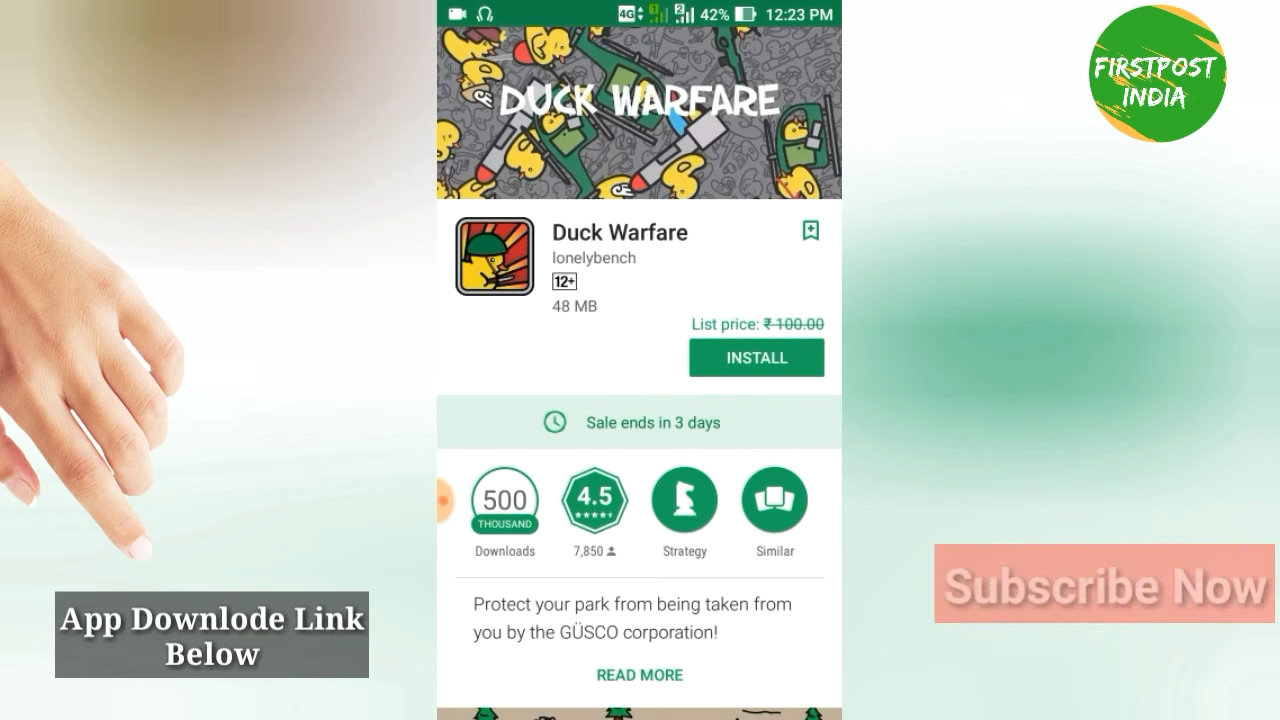 4G 1 2 42% 12:23 PM
FIRSTPOST
INDIA
DUCK WARFARE
Duck Warfare
lonelybench
12+
48 MB
List price: ₹ 100.00
INSTALL
Sale ends in 3 days
500
THOUSAND
Downloads
4.5
7,850
Strategy
Similar
Protect your park from being taken from
you by the GÜSCO corporation!
READ MORE
App Downlode Link
Below
Subscribe Now